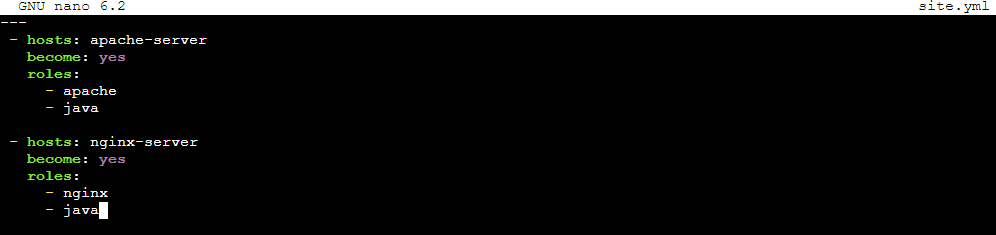 GNU nano 6.2 site.yml
---
 - hosts: apache-server
   become: yes
   roles:
     - apache
     - java

 - hosts: nginx-server
   become: yes
   roles:
     - nginx
     - java